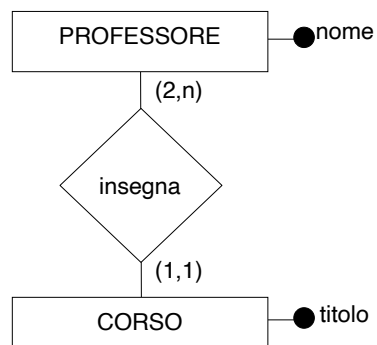 PROFESSORE
nome
(2,n)
insegna
(1,1)
CORSO
titolo